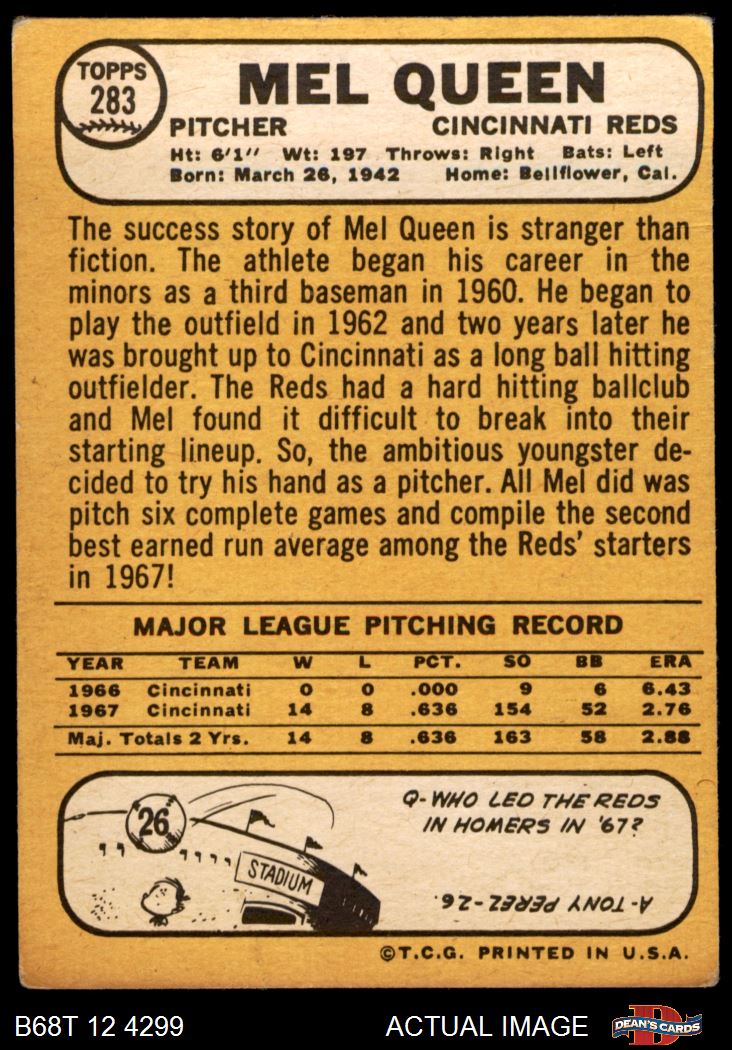 TOPPS
283
MEL QUEEN
PITCHER CINCINNATI REDS
Ht: 6'1" Wt: 197 Throws: Right Bats: Left
Born: March 26, 1942 Home: Bellflower, Cal.
The success story of Mel Queen is stranger than
fiction. The athlete began his career in the
minors as a third baseman in 1960. He began to
play the outfield in 1962 and two years later he
was brought up to Cincinnati as a long ball hitting
outfielder. The Reds had a hard hitting ballclub
and Mel found it difficult to break into their
starting lineup. So, the ambitious youngster de-
cided to try his hand as a pitcher. All Mel did was
pitch six complete games and compile the second
best earned run average among the Reds' starters
in 1967!
MAJOR LEAGUE PITCHING RECORD
YEAR TEAM W L PCT. SO BB ERA
1966 Cincinnati 0 0 .000 9 6 6.43
1967 Cincinnati 14 8 .636 154 52 2.76
Maj. Totals 2 Yrs. 14 8 .636 163 58 2.88
26
STADIUM
Q-WHO LED THE REDS
IN HOMERS IN '67?
A-TONY PEREZ-26.
©T.C.G. PRINTED IN U.S.A.
B68T 12 4299 ACTUAL IMAGE
D
DEAN'S CARDS